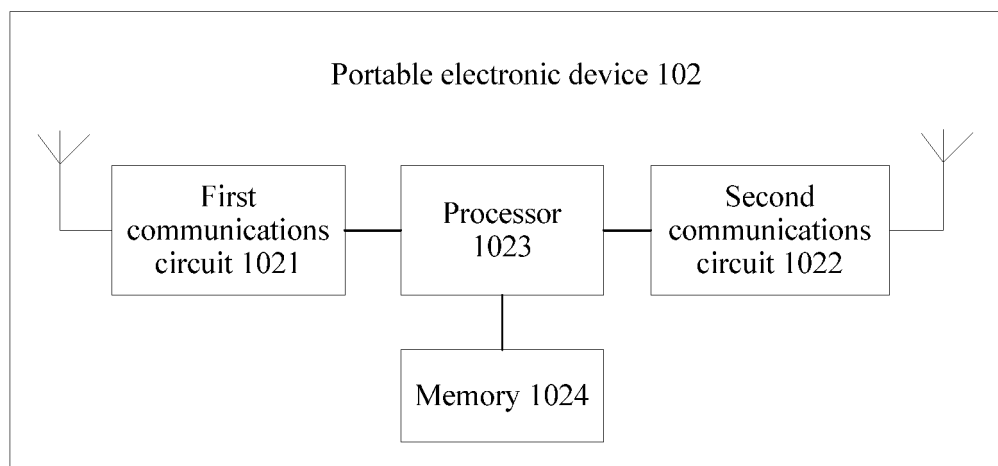 Portable electronic device 102
First
communications
circuit 1021
Processor
1023
Second
communications
circuit 1022
Memory 1024